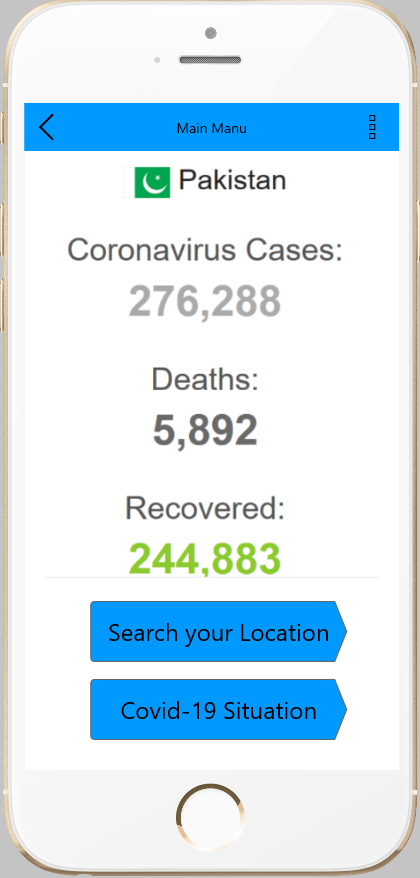 Main Manu
Pakistan
Coronavirus Cases:
276,288
Deaths:
5,892
Recovered:
244,883
Search your Location
Covid-19 Situation